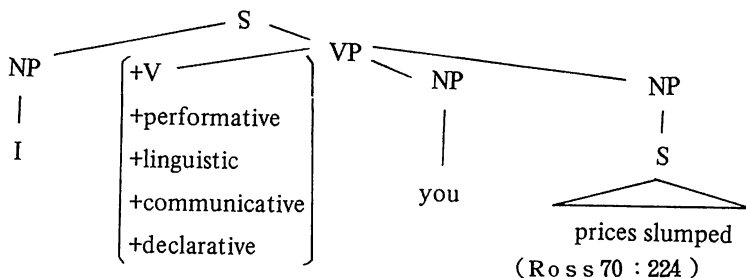 S
NP VP
+V NP NP
+performative
I +linguistic S
+communicative you
+declarative prices slumped
(Ross 70 : 224)